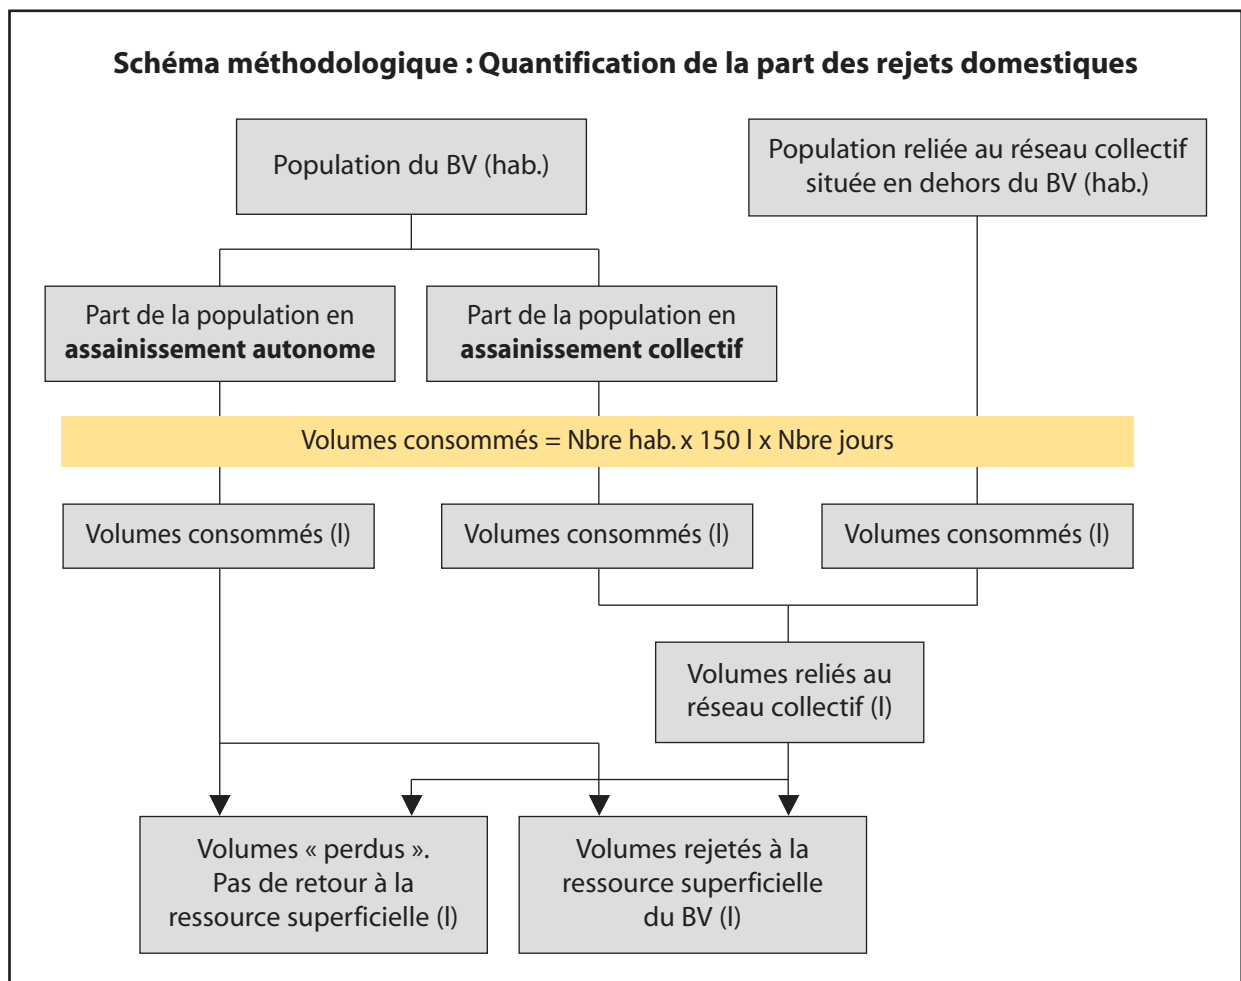 Schéma méthodologique : Quantification de la part des rejets domestiques
Population du BV (hab.)
Population reliée au réseau collectif
située en dehors du BV (hab.)
Part de la population en
assainissement autonome
Part de la population en
assainissement collectif
Volumes consommés = Nbre hab. x 150 l x Nbre jours
Volumes consommés (l)
Volumes consommés (l)
Volumes consommés (l)
Volumes reliés au
réseau collectif (l)
Volumes « perdus ».
Pas de retour à la
ressource superficielle (l)
Volumes rejetés à la
ressource superficielle
du BV (l)